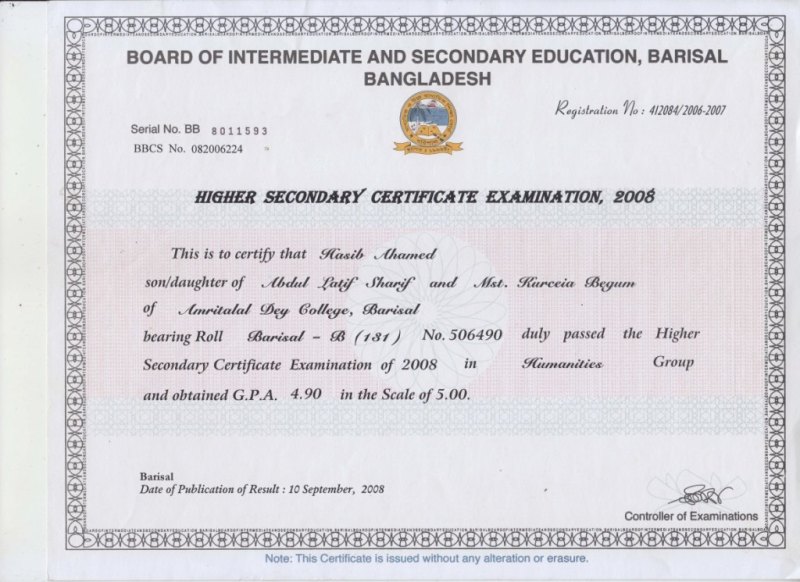 BOARD OF INTERMEDIATE AND SECONDARY EDUCATION, BARISAL
BANGLADESH
Registration No : 412084/2006-2007
Serial No. BB 8011593
BBCS No. 082006224
HIGHER SECONDARY CERTIFICATE EXAMINATION, 2008
This is to certify that Hasib Ahamed
son/daughter of Abdul Latif Sharif and Mst. Kurceia Begum
of Amritalal Dey College, Barisal
bearing Roll Barisal - B (131) No. 506490 duly passed the Higher
Secondary Certificate Examination of 2008 in Humanities Group
and obtained G.P.A. 4.90 in the Scale of 5.00.
Barisal
Date of Publication of Result : 10 September, 2008
Controller of Examinations
Note: This Certificate is issued without any alteration or erasure.